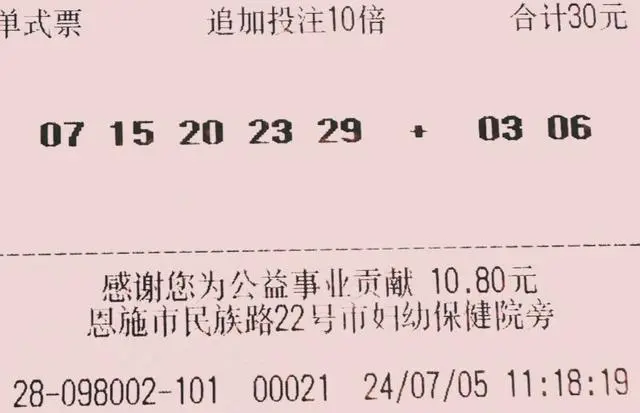 单式票 追加投注10倍 合计30元
07 15 20 23 29 + 03 06
感谢您为公益事业贡献 10.80元
恩施市民族路22号市妇幼保健院旁
28-098002-101 00021 24/07/05 11:18:19